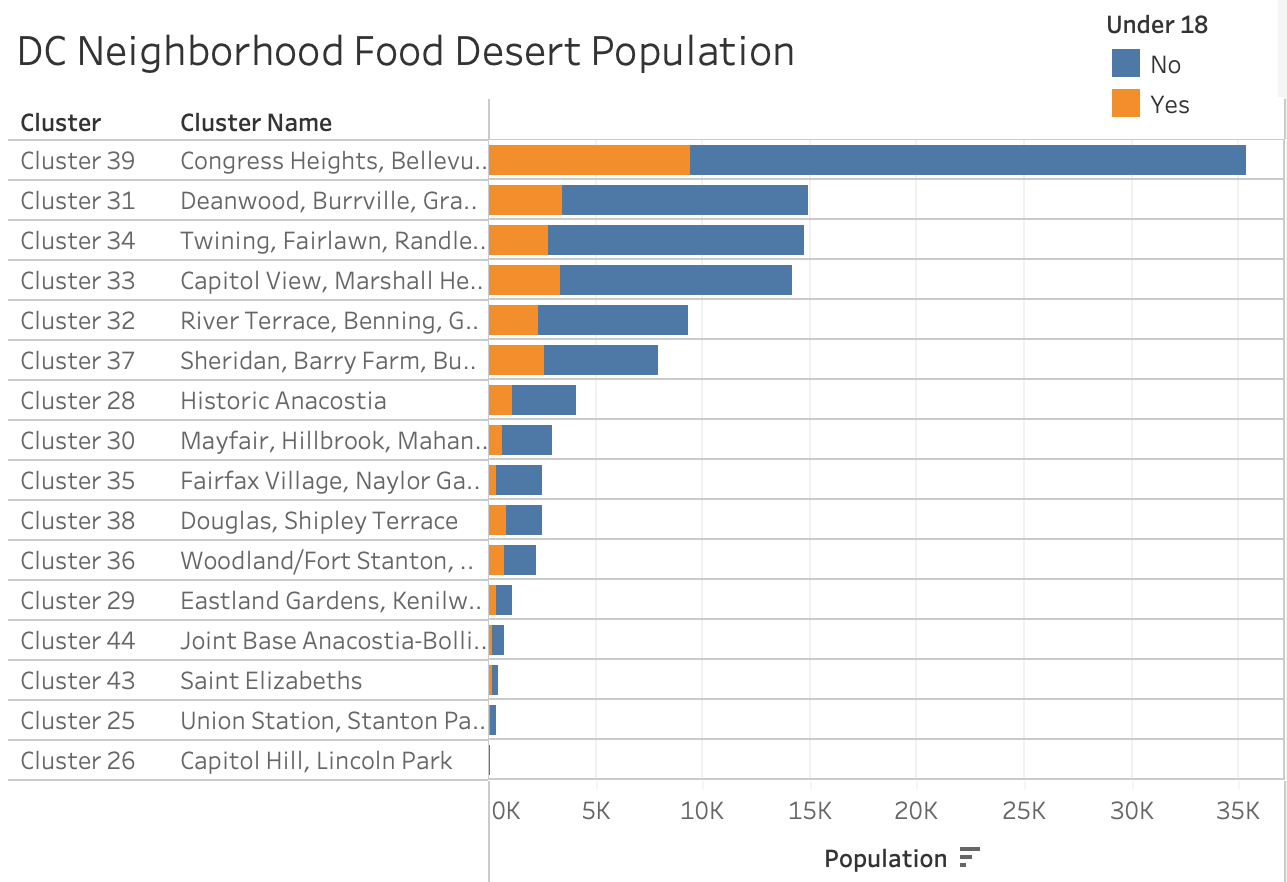 DC Neighborhood Food Desert Population
Under 18
No
Yes
Cluster Cluster Name
Cluster 39 Congress Heights, Bellevu..
Cluster 31 Deanwood, Burrville, Gra..
Cluster 34 Twining, Fairlawn, Randle..
Cluster 33 Capitol View, Marshall He..
Cluster 32 River Terrace, Benning, G..
Cluster 37 Sheridan, Barry Farm, Bu..
Cluster 28 Historic Anacostia
Cluster 30 Mayfair, Hillbrook, Mahan..
Cluster 35 Fairfax Village, Naylor Ga..
Cluster 38 Douglas, Shipley Terrace
Cluster 36 Woodland/Fort Stanton, ..
Cluster 29 Eastland Gardens, Kenilw..
Cluster 44 Joint Base Anacostia-Bolli..
Cluster 43 Saint Elizabeths
Cluster 25 Union Station, Stanton Pa..
Cluster 26 Capitol Hill, Lincoln Park
0K 5K 10K 15K 20K 25K 30K 35K
Population